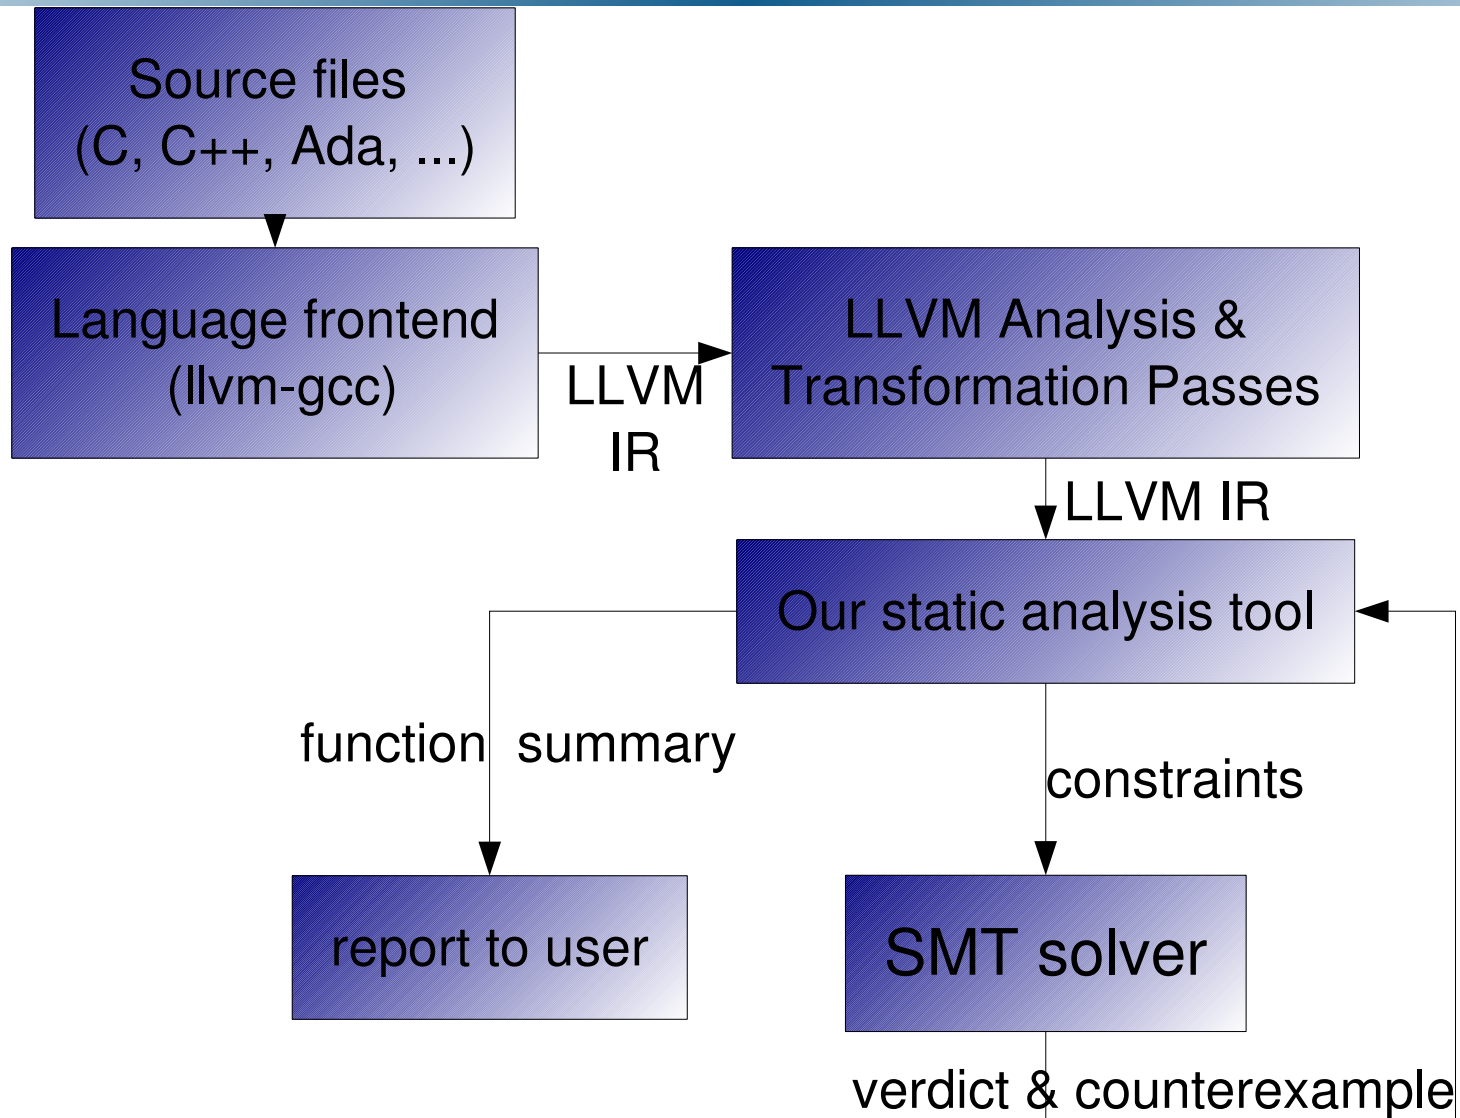 Source files
(C, C++, Ada, ...)
Language frontend
(llvm-gcc)
LLVM
IR
LLVM Analysis &
Transformation Passes
LLVM IR
Our static analysis tool
function summary
constraints
report to user
SMT solver
verdict & counterexample